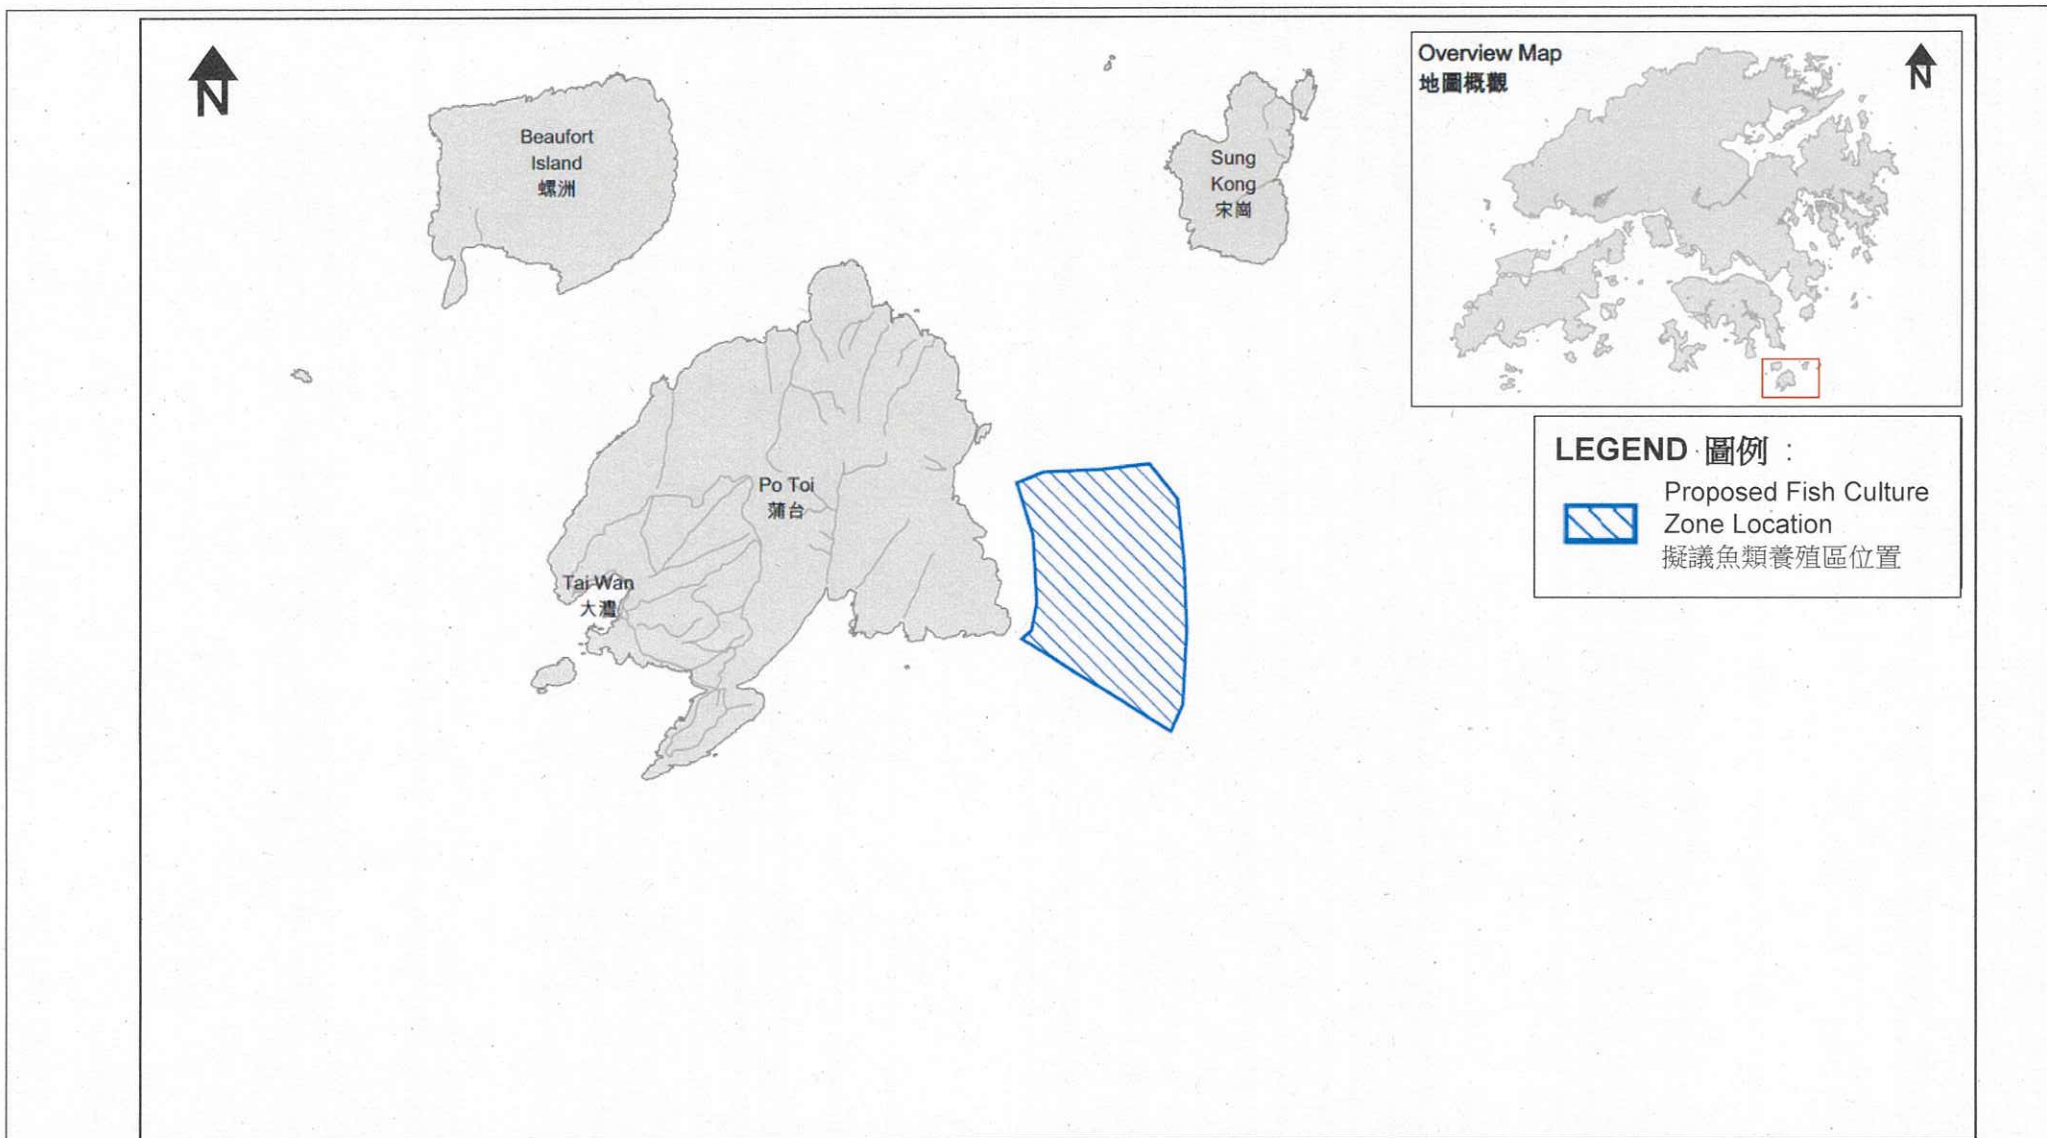 N
Beaufort
Island
螺洲
Sung
Kong
宋崗
Po Toi
蒲台
Tai Wan
大灣
Overview Map
地圖概觀
N
LEGEND 圖例 :
Proposed Fish Culture
Zone Location
擬議魚類養殖區位置